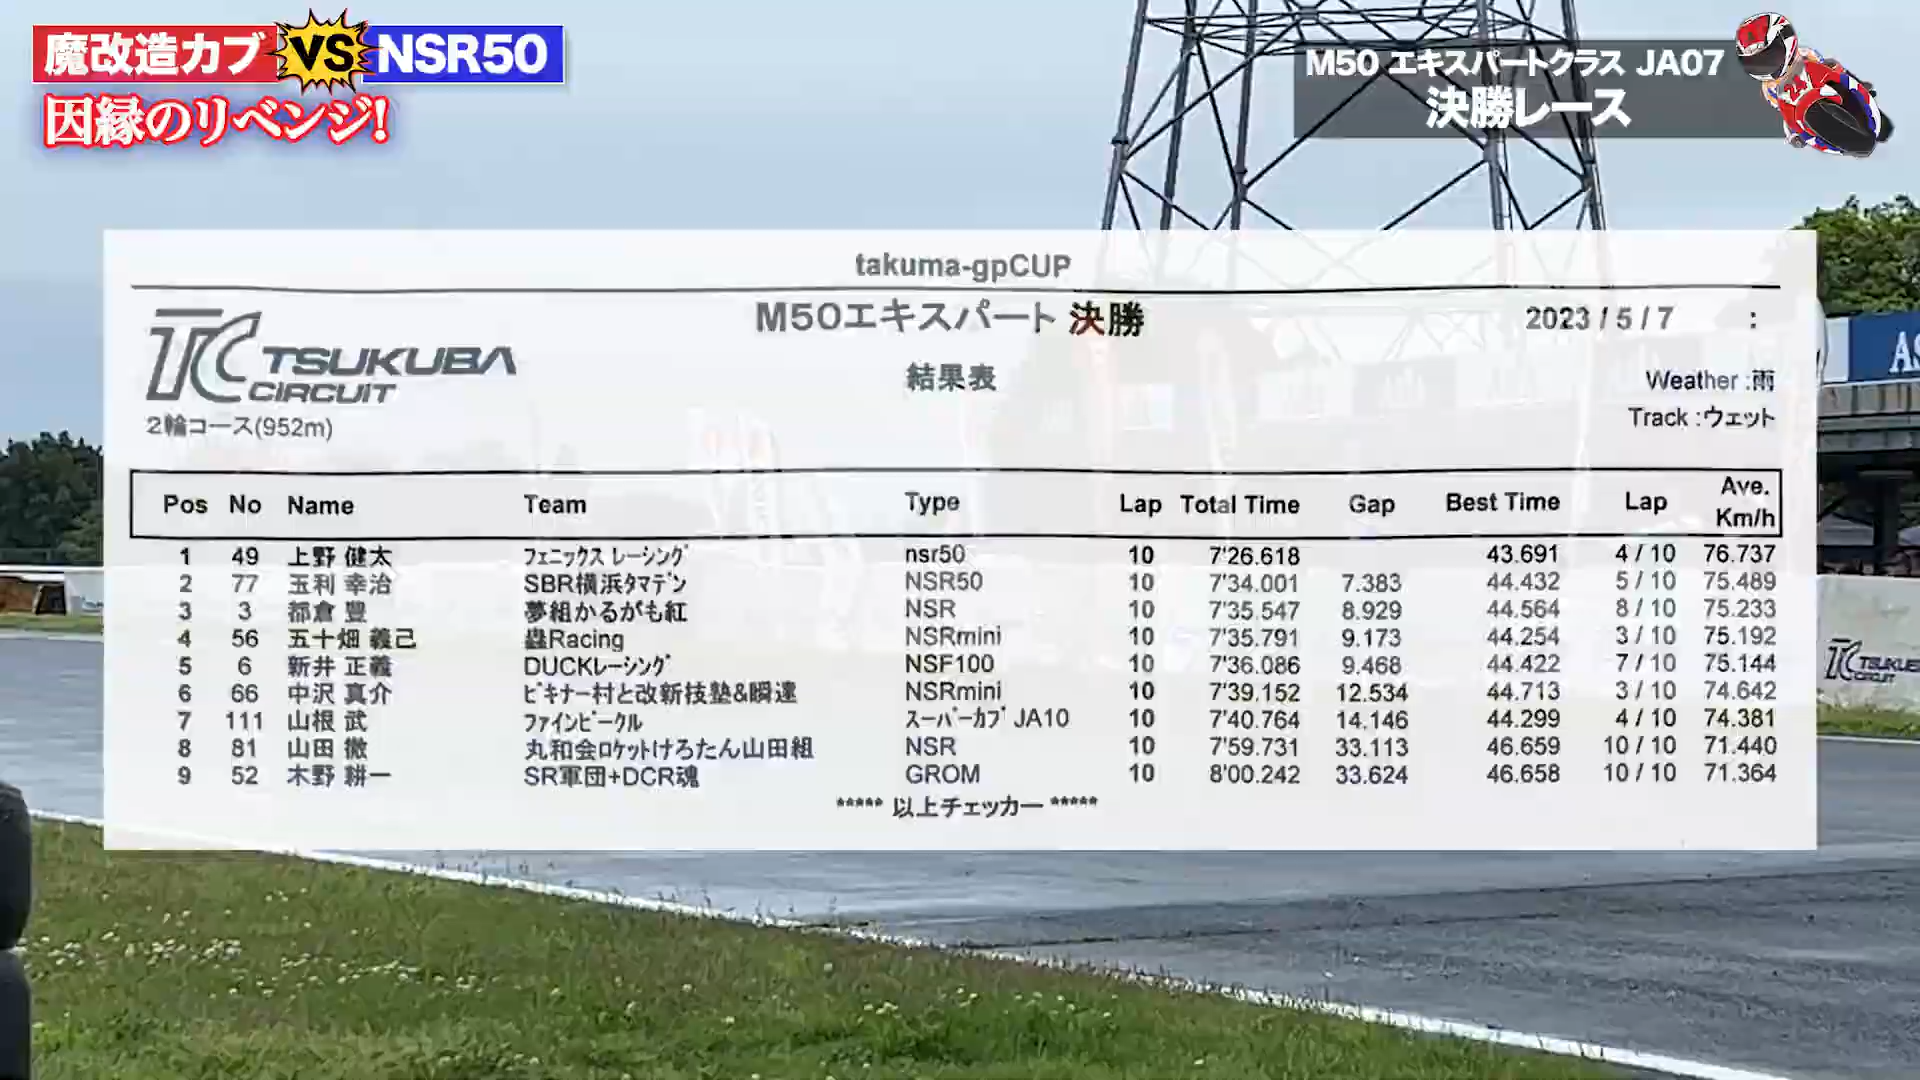 魔改造カブ VS NSR50
因縁のリベンジ!
M50 エキスパートクラス JA07
決勝レース
takuma-gpCUP
M50エキスパート 決勝
2023 / 5 / 7 :
TC TSUKUBA CIRCUIT
結果表
Weather :雨
2輪コース(952m)
Track :ウェット
Pos No Name Team Type Lap Total Time Gap Best Time Lap Ave. Km/h
1 49 上野 健太 フェニックス レーシング nsr50 10 7'26.618 43.691 4 / 10 76.737
2 77 玉利 幸治 SBR横浜タマデン NSR50 10 7'34.001 7.383 44.432 5 / 10 75.489
3 3 都倉 豊 夢組かるがも紅 NSR 10 7'35.547 8.929 44.564 8 / 10 75.233
4 56 五十畑 義己 蟲Racing NSRmini 10 7'35.791 9.173 44.254 3 / 10 75.192
5 6 新井 正義 DUCKレーシング NSF100 10 7'36.086 9.468 44.422 7 / 10 75.144
6 66 中沢 真介 ビキナー村と改新技塾&瞬達 NSRmini 10 7'39.152 12.534 44.713 3 / 10 74.642
7 111 山根 武 ファインビークル スーパーカブ JA10 10 7'40.764 14.146 44.299 4 / 10 74.381
8 81 山田 徹 丸和会ロケットけろたん山田組 NSR 10 7'59.731 33.113 46.659 10 / 10 71.440
9 52 木野 耕一 SR軍団+DCR魂 GROM 10 8'00.242 33.624 46.658 10 / 10 71.364
***** 以上チェッカー *****